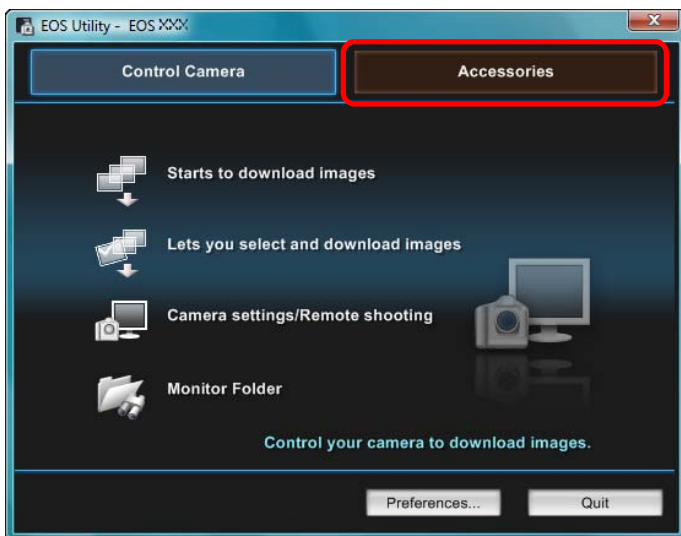 EOS Utility - EOS XXX
Control Camera
Accessories
Starts to download images
Lets you select and download images
Camera settings/Remote shooting
Monitor Folder
Control your camera to download images.
Preferences...
Quit